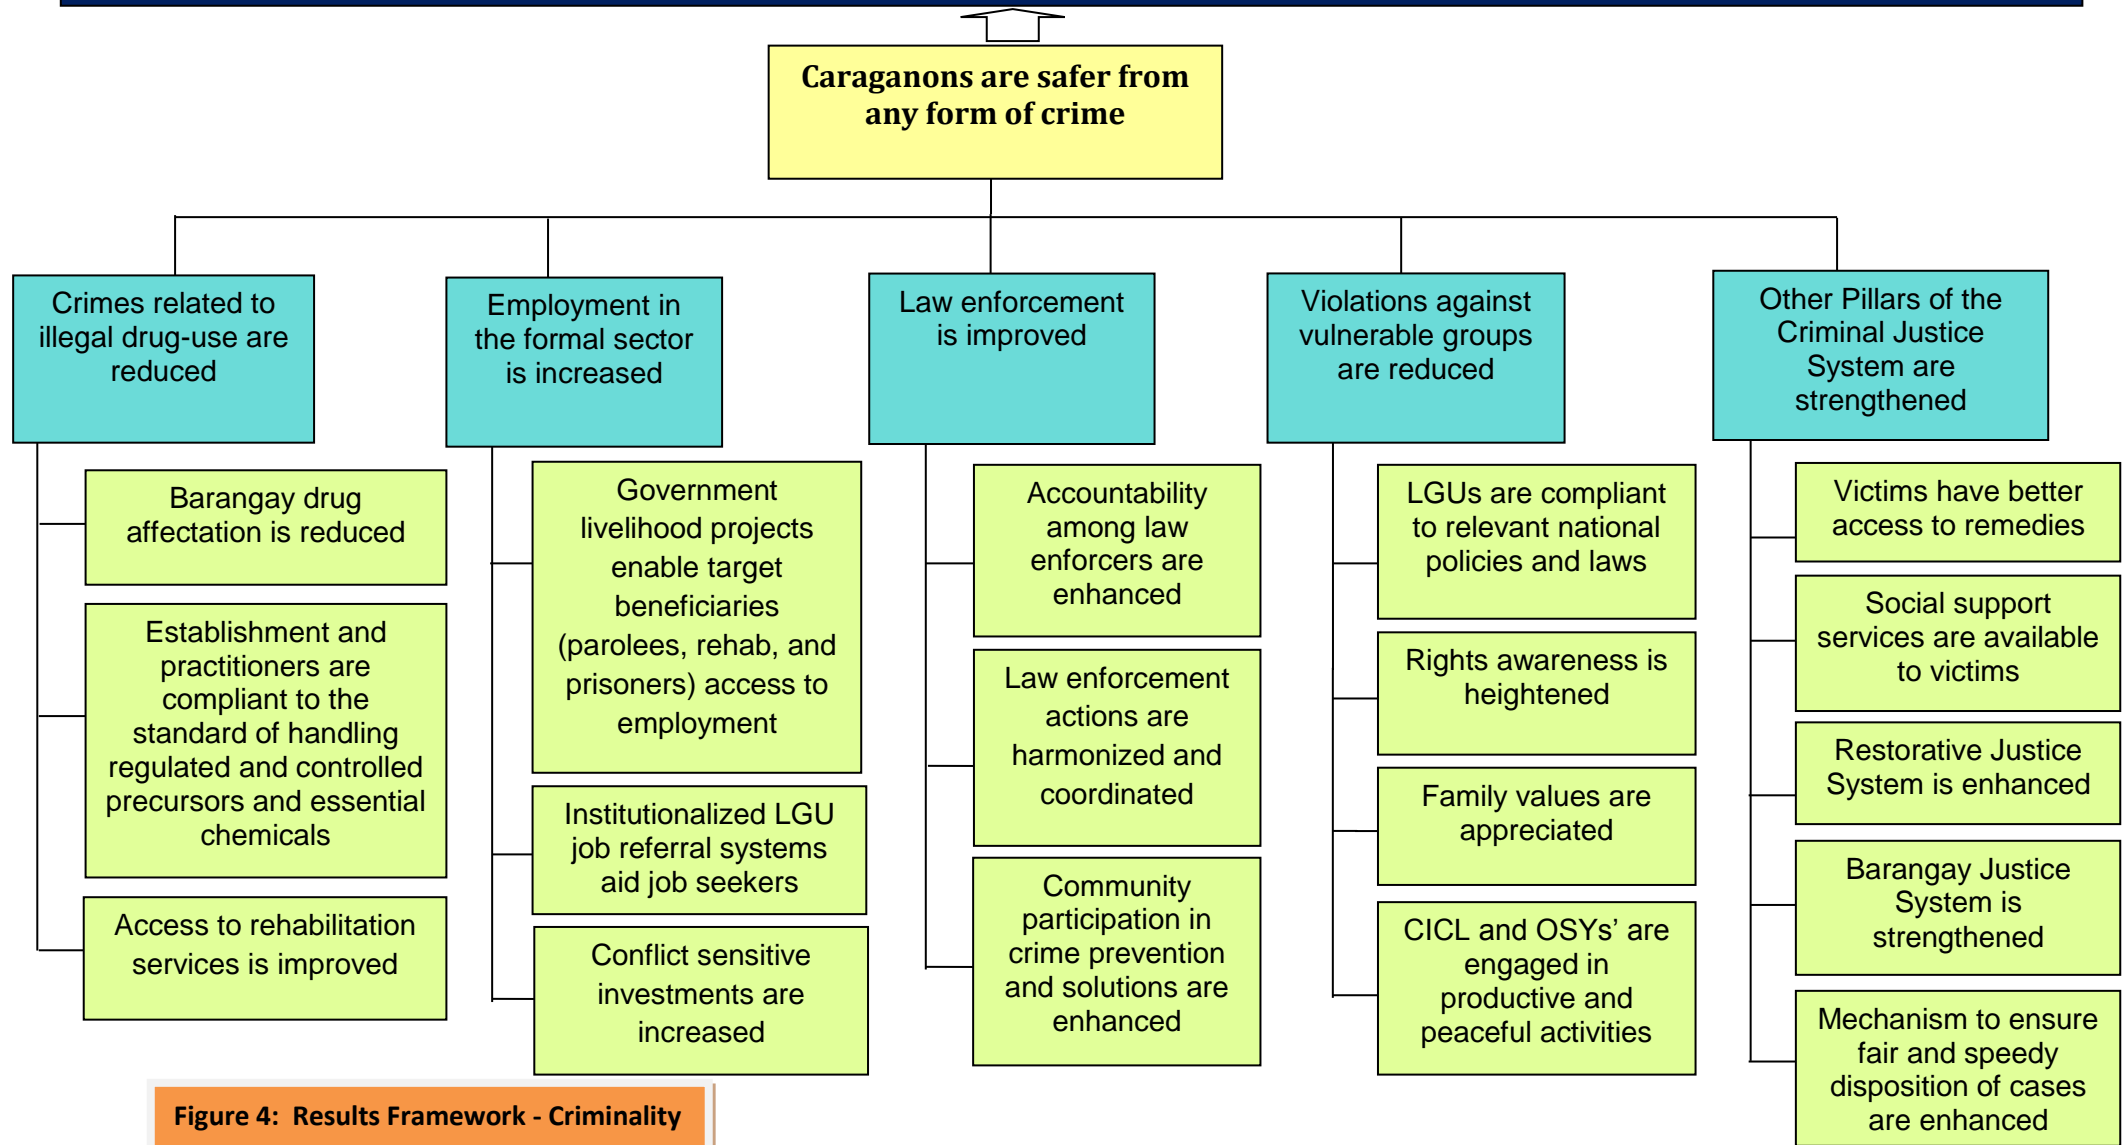 Caraganons are safer from
any form of crime
Crimes related to
illegal drug-use are
reduced
Barangay drug
affectation is reduced
Establishment and
practitioners are
compliant to the
standard of handling
regulated and controlled
precursors and essential
chemicals
Access to rehabilitation
services is improved
Employment in
the formal sector
is increased
Government
livelihood projects
enable target
beneficiaries
(parolees, rehab, and
prisoners) access to
employment
Institutionalized LGU
job referral systems
aid job seekers
Conflict sensitive
investments are
increased
Law enforcement
is improved
Accountability
among law
enforcers are
enhanced
Law enforcement
actions are
harmonized and
coordinated
Community
participation in
crime prevention
and solutions are
enhanced
Violations against
vulnerable groups
are reduced
LGUs are compliant
to relevant national
policies and laws
Rights awareness is
heightened
Family values are
appreciated
CICL and OSYs’ are
engaged in
productive and
peaceful activities
Other Pillars of the
Criminal Justice
System are
strengthened
Victims have better
access to remedies
Social support
services are available
to victims
Restorative Justice
System is enhanced
Barangay Justice
System is
strengthened
Mechanism to ensure
fair and speedy
disposition of cases
are enhanced
Figure 4: Results Framework - Criminality